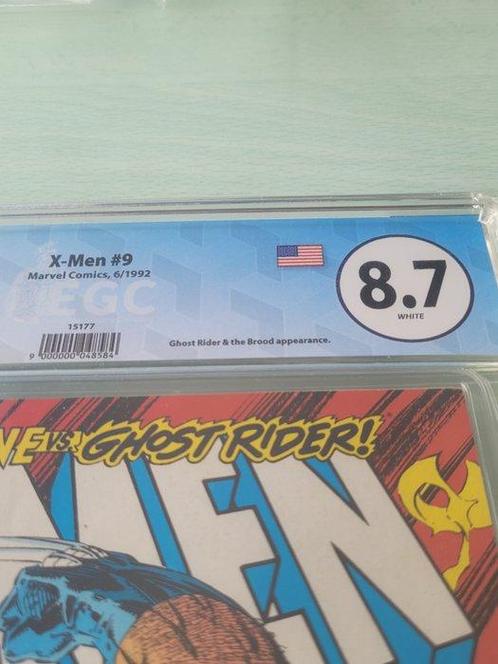 X-Men #9
Marvel Comics, 6/1992
EGC
15177
9 000000 048584
Ghost Rider & the Brood appearance.
8.7
WHITE
VS. GHOST RIDER!
MEN